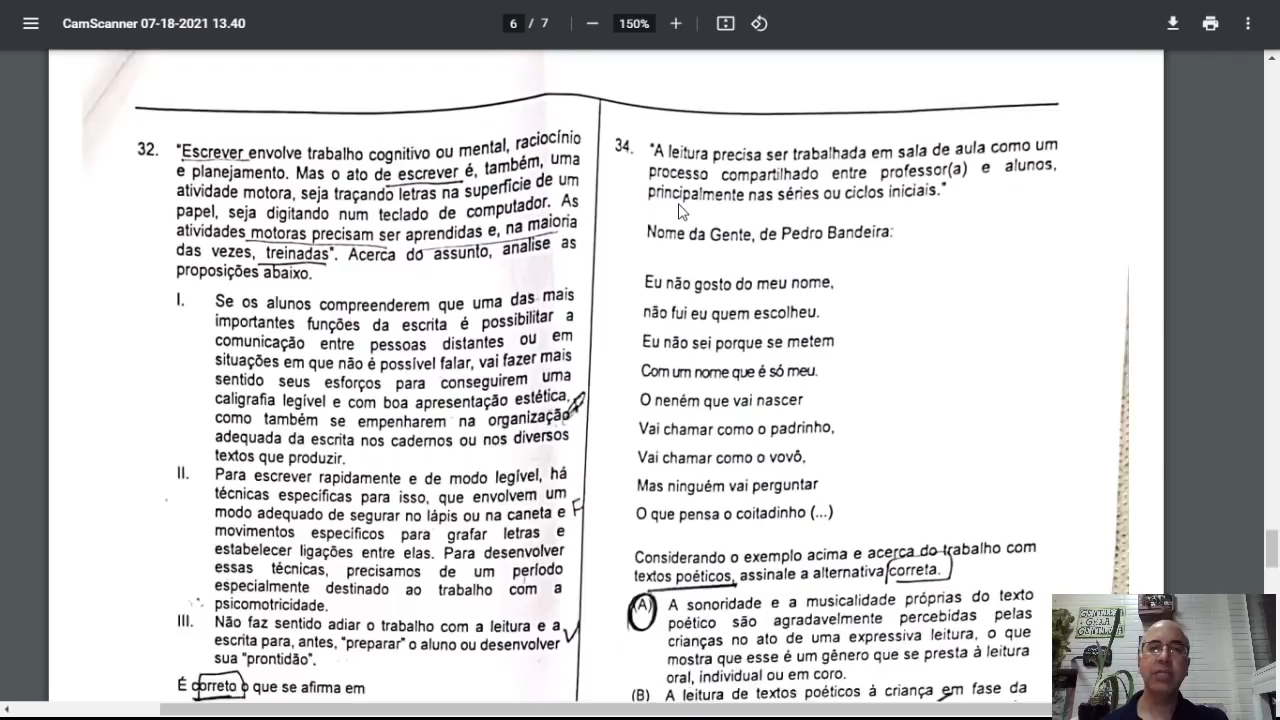 CamScanner 07-18-2021 13.40
6 / 7
150%
32. "Escrever envolve trabalho cognitivo ou mental, raciocínio
e planejamento. Mas o ato de escrever é, também, uma
atividade motora, seja traçando letras na superfície de um
papel, seja digitando num teclado de computador. As
atividades motoras precisam ser aprendidas e, na maioria
das vezes, treinadas". Acerca do assunto, analise as
proposições abaixo.
I. Se os alunos compreenderem que uma das mais
importantes funções da escrita é possibilitar a
comunicação entre pessoas distantes ou em
situações em que não é possível falar, vai fazer mais
sentido seus esforços para conseguirem uma
caligrafia legível e com boa apresentação estética,
como também se empenharem na organização
adequada da escrita nos cadernos ou nos diversos
textos que produzir.
II. Para escrever rapidamente e de modo legível, há
técnicas específicas para isso, que envolvem um
modo adequado de segurar no lápis ou na caneta e F
movimentos específicos para grafar letras e
estabelecer ligações entre elas. Para desenvolver
essas técnicas, precisamos de um período
especialmente destinado ao trabalho com a
psicomotricidade.
III. Não faz sentido adiar o trabalho com a leitura e a
escrita para, antes, "preparar" o aluno ou desenvolver V
sua "prontidão".
É correto o que se afirma em
34. "A leitura precisa ser trabalhada em sala de aula como um
processo compartilhado entre professor(a) e alunos,
principalmente nas séries ou ciclos iniciais."
Nome da Gente, de Pedro Bandeira:
Eu não gosto do meu nome,
não fui eu quem escolheu.
Eu não sei porque se metem
Com um nome que é só meu.
O neném que vai nascer
Vai chamar como o padrinho,
Vai chamar como o vovô,
Mas ninguém vai perguntar
O que pensa o coitadinho (...)
Considerando o exemplo acima e acerca do trabalho com
textos poéticos, assinale a alternativa correta.
(A) A sonoridade e a musicalidade próprias do texto
poético são agradavelmente percebidas pelas
crianças no ato de uma expressiva leitura, o que
mostra que esse é um gênero que se presta à leitura
oral, individual ou em coro.
(B) A leitura de textos poéticos à criança em fase da
GENTILEZA
GERA
GENTILEZA